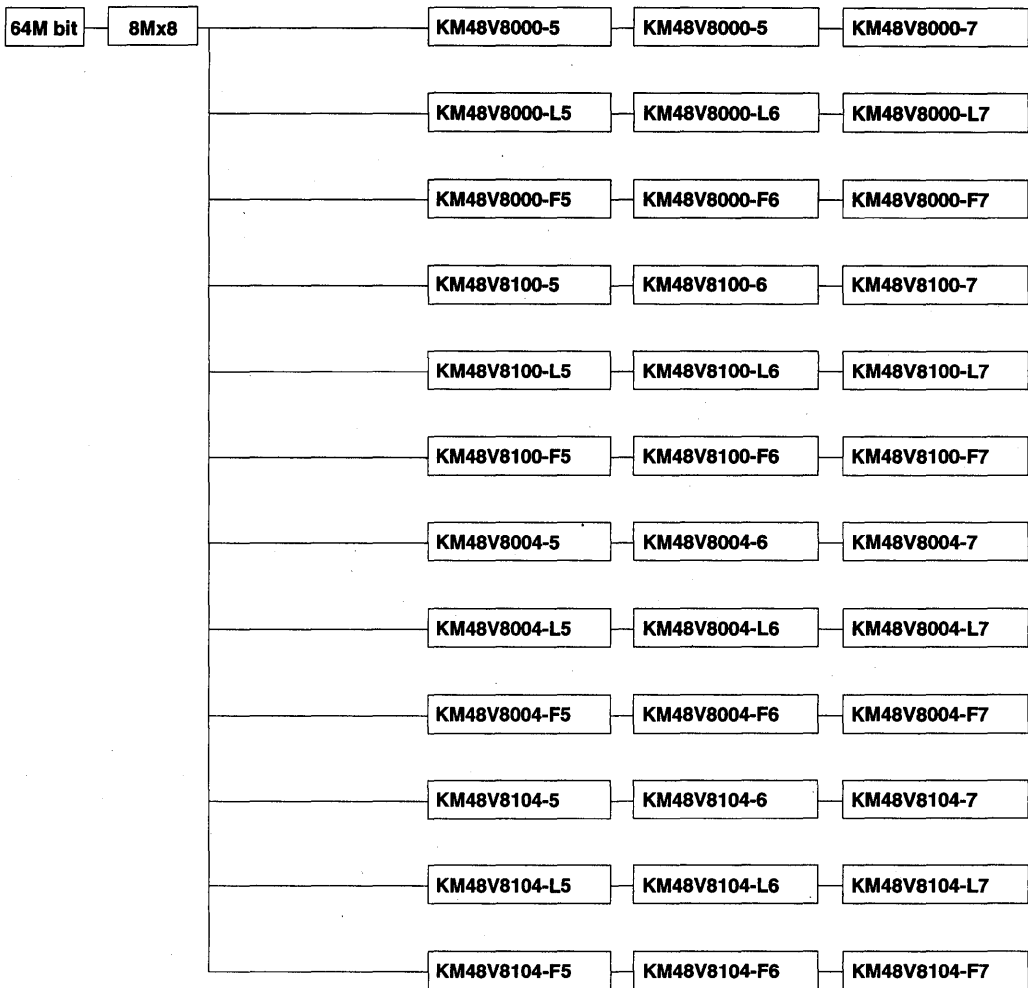 64M bit 8Mx8 KM48V8000-5 KM48V8000-5 KM48V8000-7
KM48V8000-L5 KM48V8000-L6 KM48V8000-L7
KM48V8000-F5 KM48V8000-F6 KM48V8000-F7
KM48V8100-5 KM48V8100-6 KM48V8100-7
KM48V8100-L5 KM48V8100-L6 KM48V8100-L7
KM48V8100-F5 KM48V8100-F6 KM48V8100-F7
KM48V8004-5 KM48V8004-6 KM48V8004-7
KM48V8004-L5 KM48V8004-L6 KM48V8004-L7
KM48V8004-F5 KM48V8004-F6 KM48V8004-F7
KM48V8104-5 KM48V8104-6 KM48V8104-7
KM48V8104-L5 KM48V8104-L6 KM48V8104-L7
KM48V8104-F5 KM48V8104-F6 KM48V8104-F7